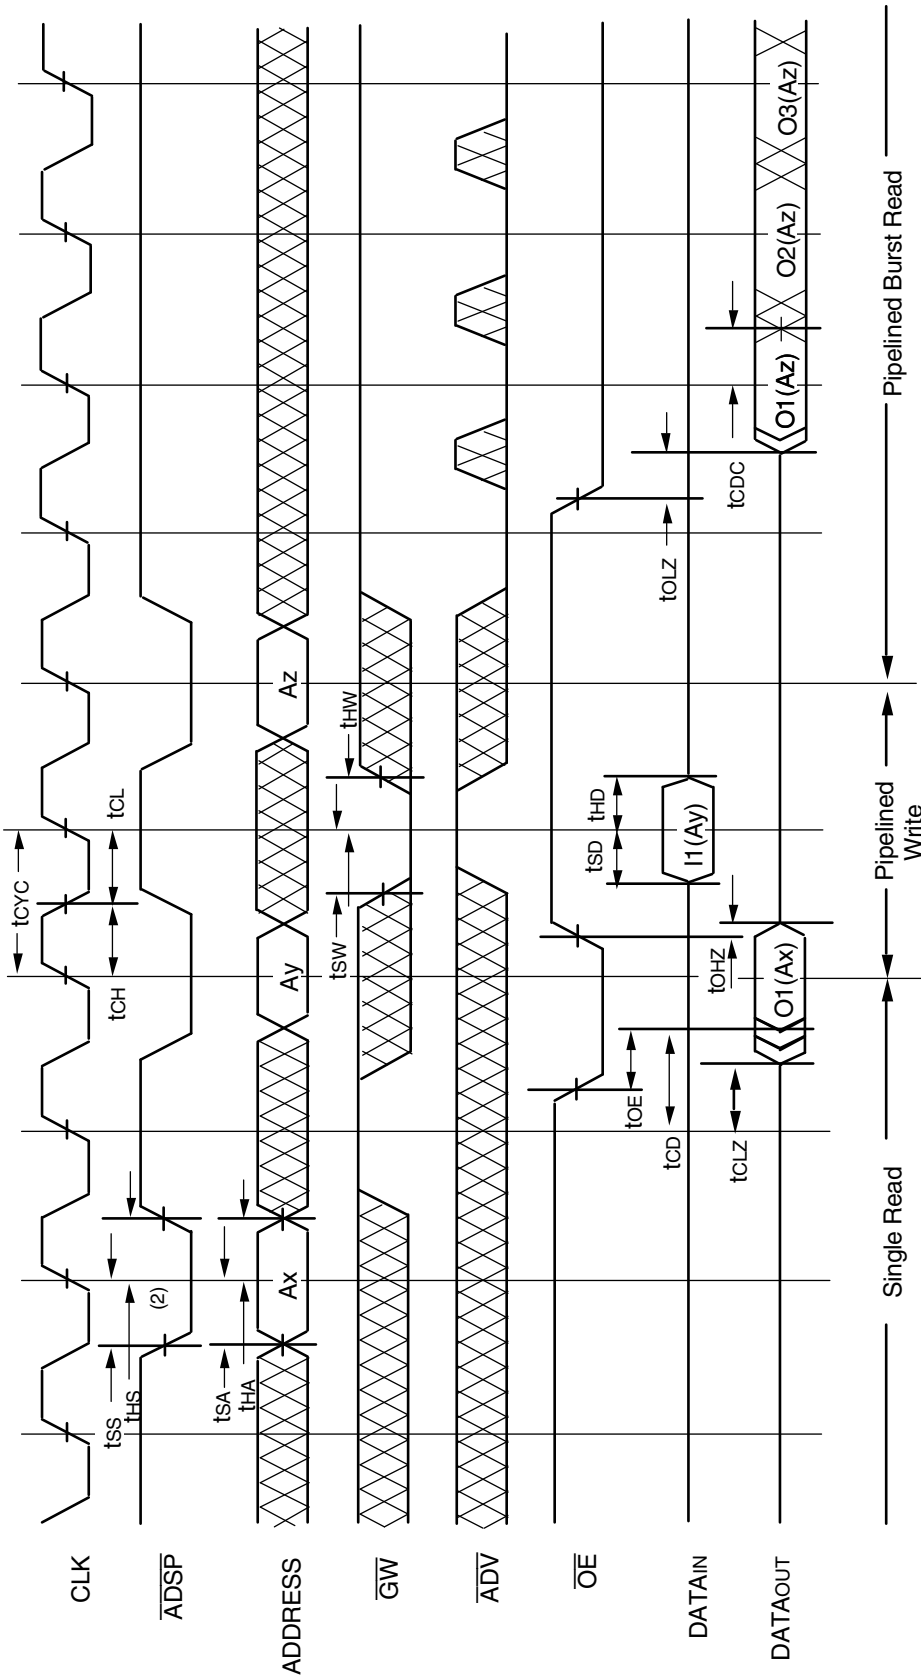 CLK
tSS
tHS
tCH
tCYC
tCL
ADSP
(2)
ADDRESS
tSA
tHA
Ax
Ay
Az
GW
tSW
tHW
ADV
OE
tOE
tOLZ
DATAIN
tCD
tOHZ
tSD
tHD
I1(Ay)
tCDC
DATAOUT
tCLZ
O1(Ax)
O1(Az)
O2(Az)
O3(Az)
Single Read
Pipelined
Write
Pipelined Burst Read